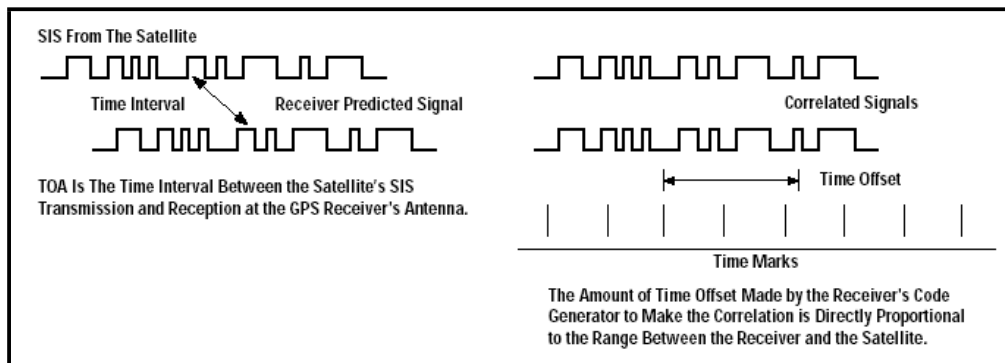 SIS From The Satellite
Time Interval
Receiver Predicted Signal
TOA Is The Time Interval Between the Satellite's SIS
Transmission and Reception at the GPS Receiver's Antenna.
Correlated Signals
Time Offset
Time Marks
The Amount of Time Offset Made by the Receiver's Code
Generator to Make the Correlation is Directly Proportional
to the Range Between the Receiver and the Satellite.